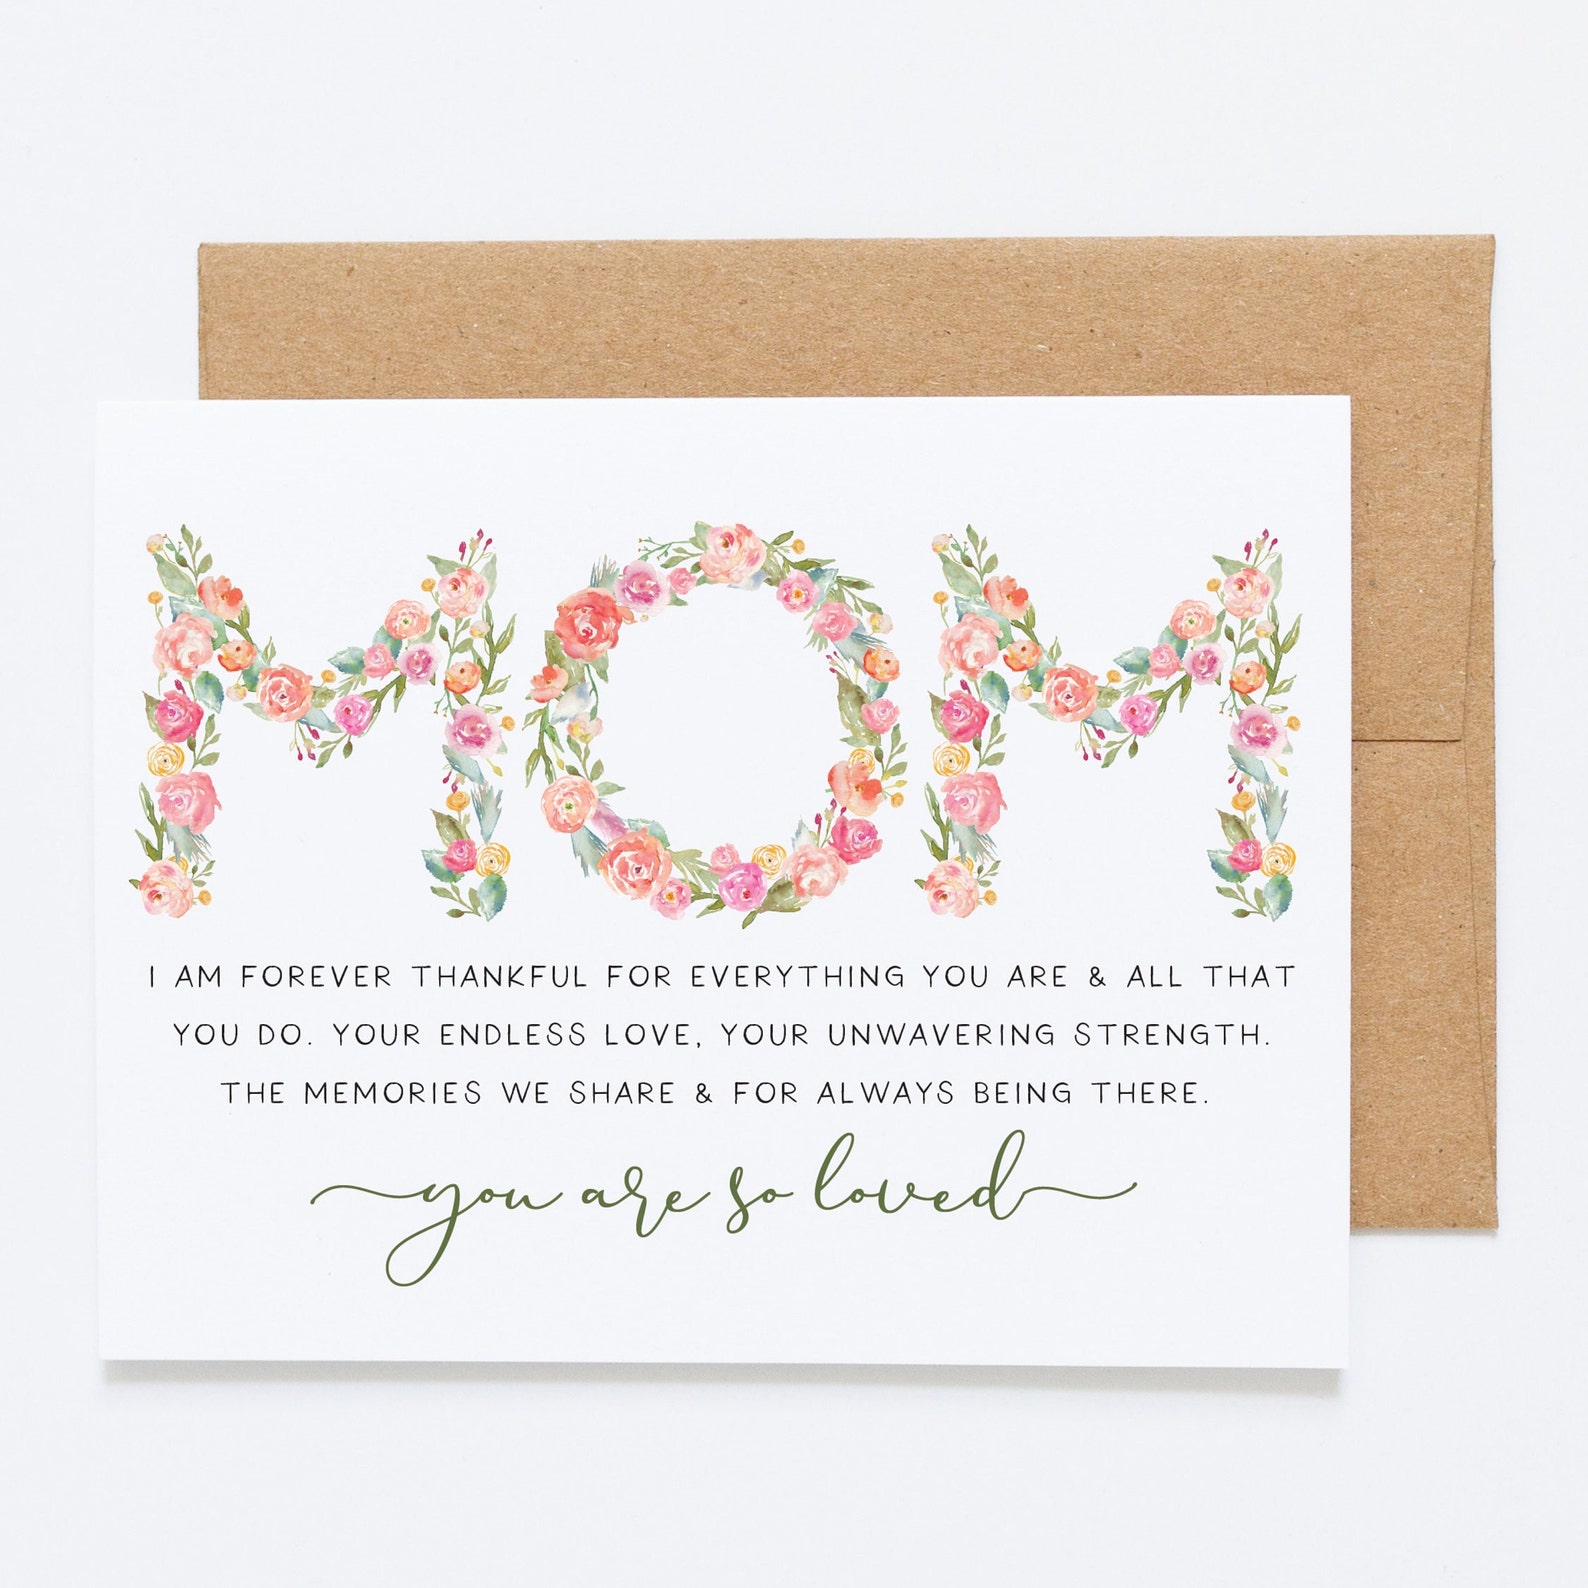 MOM
I AM FOREVER THANKFUL FOR EVERYTHING YOU ARE & ALL THAT
YOU DO. YOUR ENDLESS LOVE, YOUR UNWAVERING STRENGTH.
THE MEMORIES WE SHARE & FOR ALWAYS BEING THERE.
you are so loved